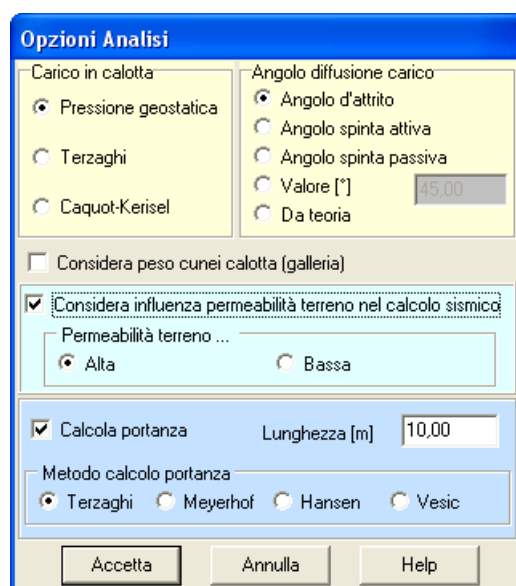 Opzioni Analisi
Carico in calotta
Pressione geostatica
Terzaghi
Caquot-Kerisel
Angolo diffusione carico
Angolo d'attrito
Angolo spinta attiva
Angolo spinta passiva
Valore [°] 45,00
Da teoria
Considera peso cunei calotta (galleria)
Considera influenza permeabilità terreno nel calcolo sismico
Permeabilità terreno ...
Alta Bassa
Calcola portanza Lunghezza [m] 10,00
Metodo calcolo portanza
Terzaghi Meyerhof Hansen Vesic
Accetta Annulla Help